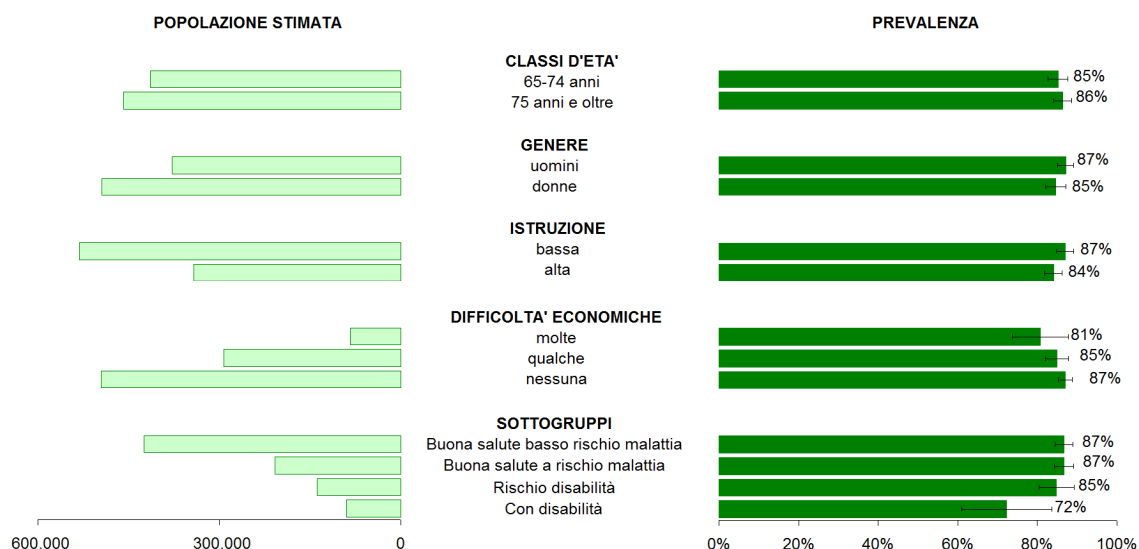 POPOLAZIONE STIMATA
PREVALENZA
CLASSI D'ETA'
65-74 anni
85%
75 anni e oltre
86%
GENERE
uomini
87%
donne
85%
ISTRUZIONE
bassa
87%
alta
84%
DIFFICOLTA' ECONOMICHE
molte
81%
qualche
85%
nessuna
87%
SOTTOGRUPPI
Buona salute basso rischio malattia
87%
Buona salute a rischio malattia
87%
Rischio disabilità
85%
Con disabilità
72%
600.000 300.000 0
0% 20% 40% 60% 80% 100%